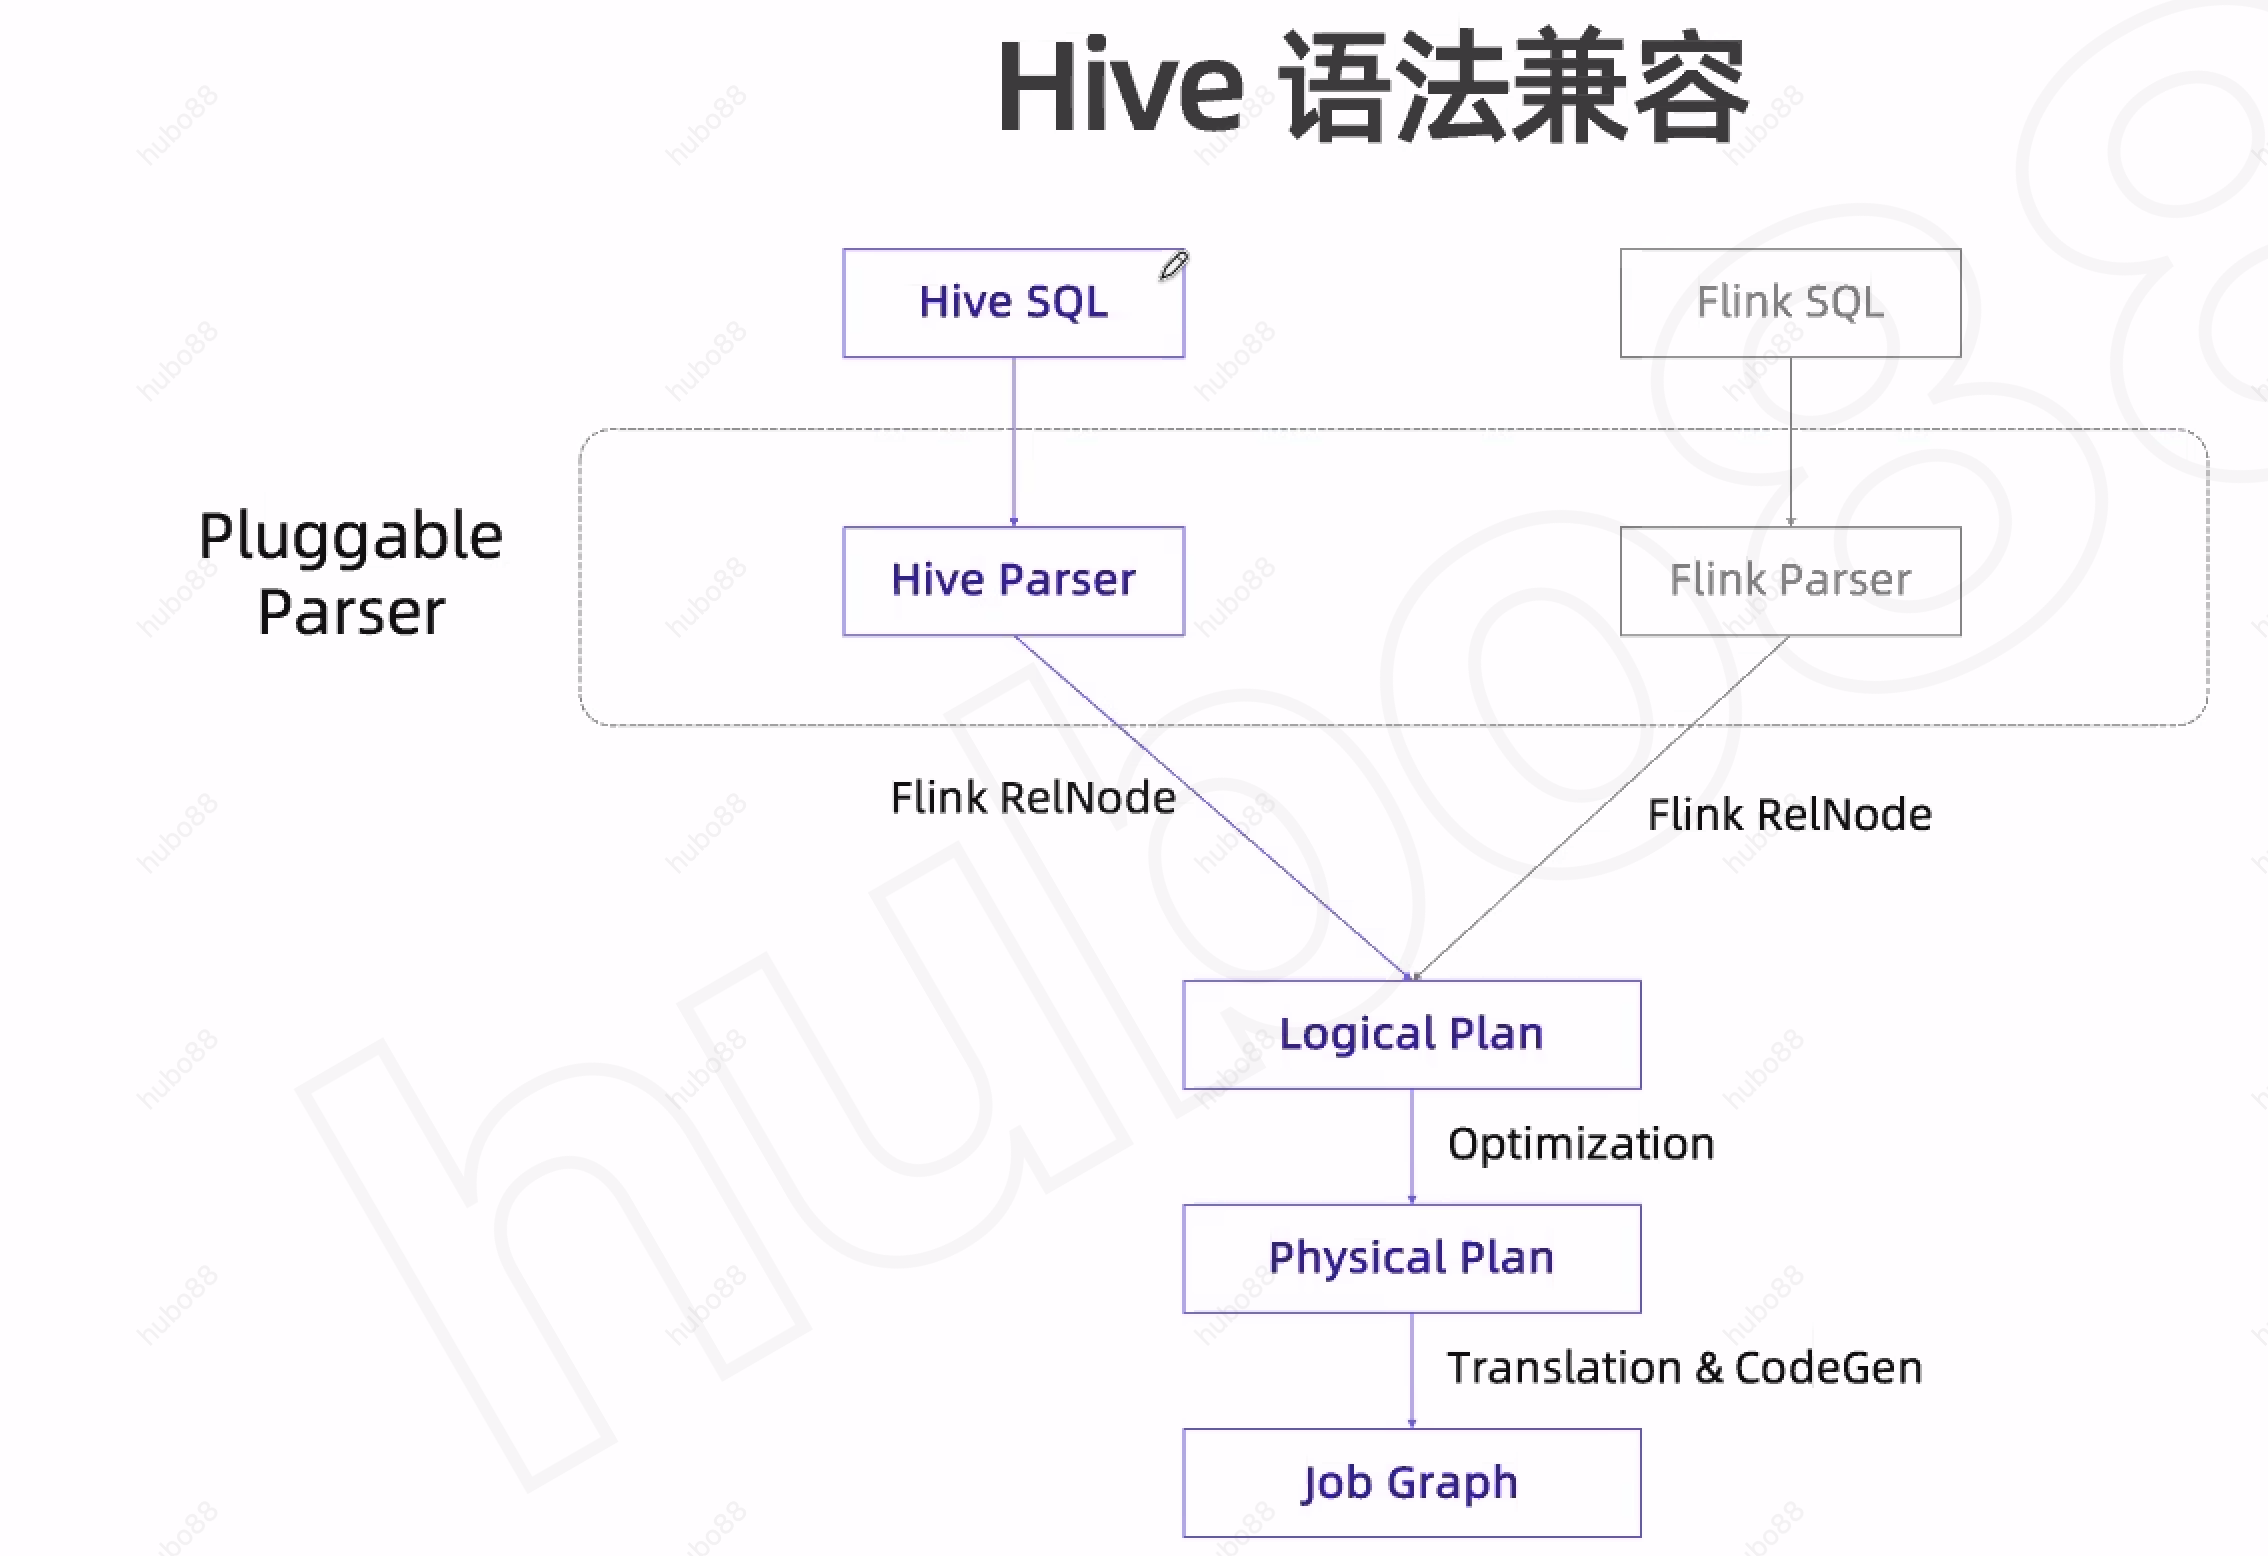 Hive 语法兼容
Hive SQL
Flink SQL
Pluggable
Parser
Hive Parser
Flink Parser
Flink RelNode
Flink RelNode
Logical Plan
Optimization
Physical Plan
Translation & CodeGen
Job Graph
hubo88